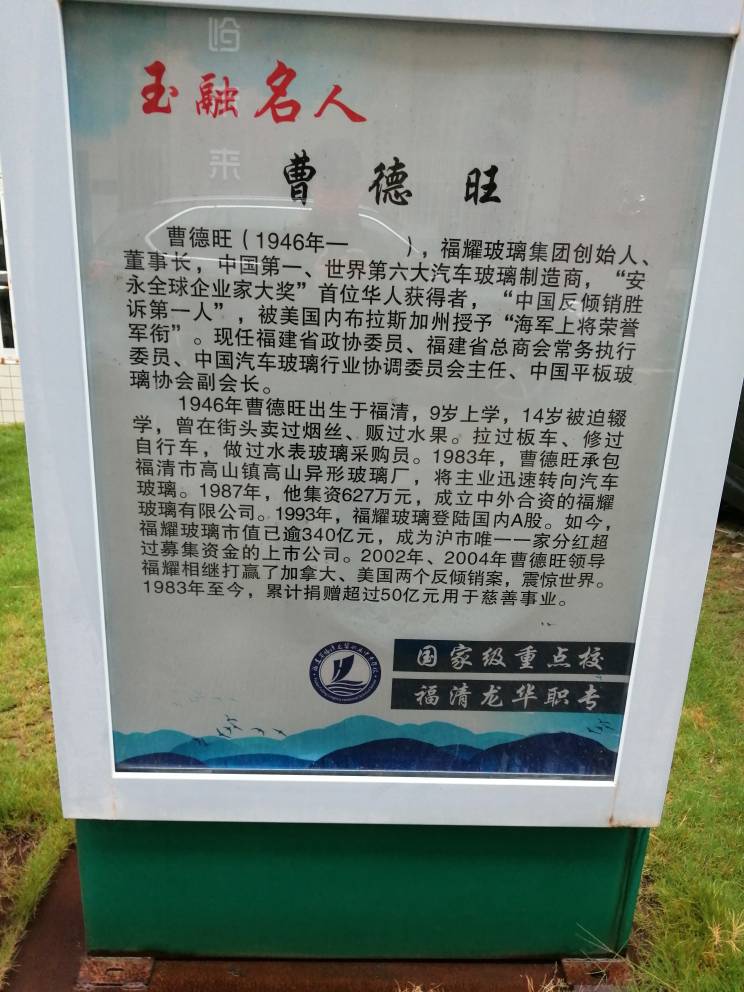 玉融名人
曹德旺
曹德旺（1946年—　　），福耀玻璃集团创始人、
董事长，中国第一、世界第六大汽车玻璃制造商，“安
永全球企业家大奖”首位华人获得者，“中国反倾销胜
诉第一人”，被美国内布拉斯加州授予“海军上将荣誉
军衔”。现任福建省政协委员、福建省总商会常务执行
委员、中国汽车玻璃行业协调委员会主任、中国平板玻
璃协会副会长。
1946年曹德旺出生于福清，9岁上学，14岁被迫辍
学，曾在街头卖过烟丝、贩过水果。拉过板车、修过
自行车，做过水表玻璃采购员。1983年，曹德旺承包
福清市高山镇高山异形玻璃厂，将主业迅速转向汽车
玻璃。1987年，他集资627万元，成立中外合资的福耀
玻璃有限公司。1993年，福耀玻璃登陆国内A股。如今，
福耀玻璃市值已逾340亿元，成为沪市唯一一家分红超
过募集资金的上市公司。2002年、2004年曹德旺领导
福耀相继打赢了加拿大、美国两个反倾销案，震惊世界。
1983年至今，累计捐赠超过50亿元用于慈善事业。
国家级重点校
福清龙华职专